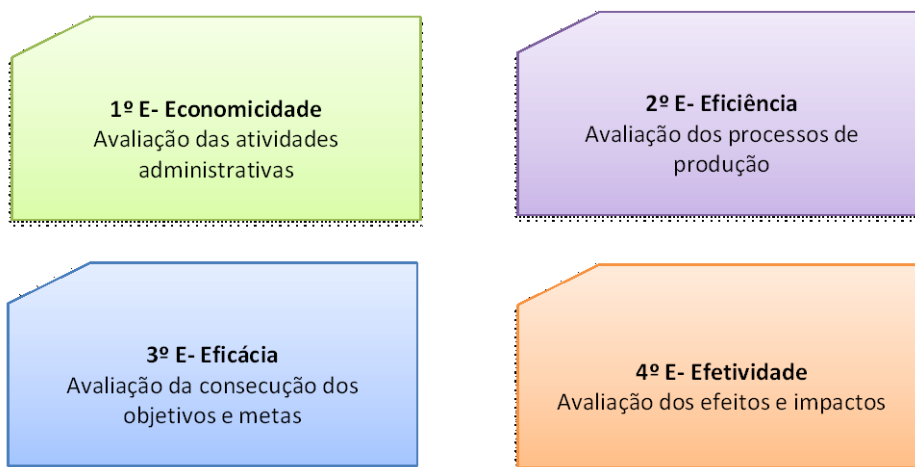 1º E- Economicidade
Avaliação das atividades
administrativas
2º E- Eficiência
Avaliação dos processos de
produção
3º E- Eficácia
Avaliação da consecução dos
objetivos e metas
4º E- Efetividade
Avaliação dos efeitos e impactos